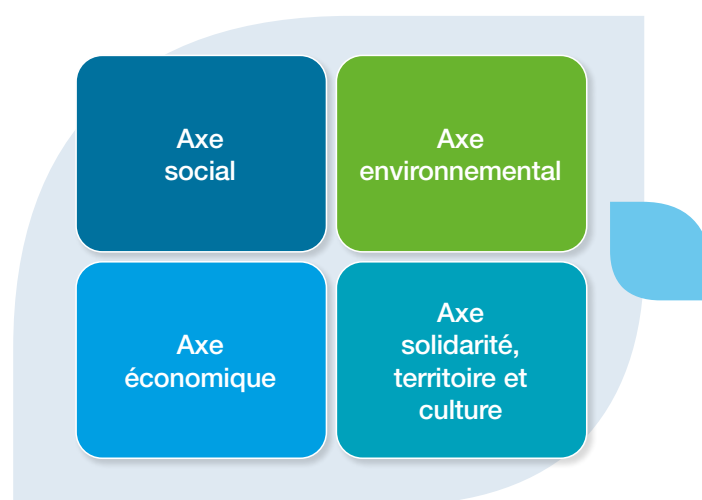 Axe
social
Axe
environnemental
Axe
économique
Axe
solidarité,
territoire et
culture